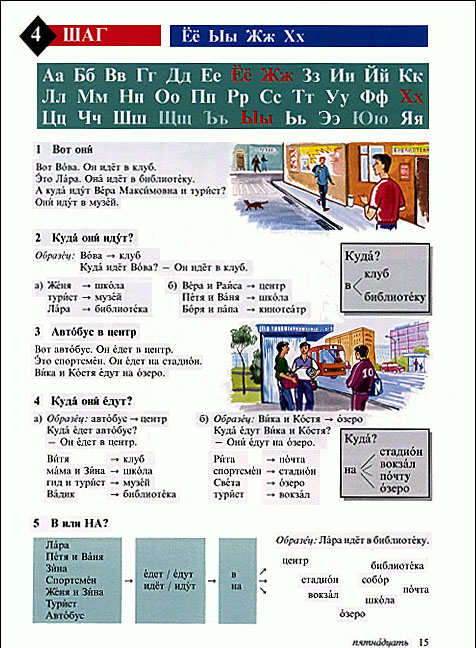 4 ШАГ Ёё Ыы Жж Хх
Аа Бб Вв Гг Дд Ее Ёё Жж Зз Ии Йй Кк
Лл Мм Нн Оо Пп Рр Сс Тт Уу Фф Хх
Цц Чч Шш Щщ Ъъ Ыы Ьь Ээ Юю Яя
1 Вот они́
Вот Во́ва. Он идёт в клуб.
Э́то Ла́ра. Она́ идёт в библиоте́ку.
А куда́ иду́т Ве́ра Макси́мовна и тури́ст?
Они́ иду́т в музе́й.
БИБЛИОТЕКА
2 Куда́ они́ иду́т?
Образе́ц: Во́ва → клуб
Куда́ идёт Во́ва? – Он идёт в клуб.
а) Же́ня → шко́ла
тури́ст → музе́й
Ла́ра → библиоте́ка
б) Ве́ра и Раи́са → центр
Пе́тя и Ва́ня → шко́ла
Бо́ря и па́па → кинотеа́тр
Куда́?
в
клуб
библиоте́ку
3 Авто́бус в центр
Вот авто́бус. Он е́дет в центр.
Э́то спортсме́н. Он е́дет на стадио́н.
Ви́ка и Ко́стя е́дут на о́зеро.
10
4 Куда́ они́ е́дут?
а) Образе́ц: авто́бус → центр
Куда́ е́дет авто́бус?
– Он е́дет в центр.
Ви́тя → клуб
ма́ма и Зи́на → шко́ла
гид и тури́ст → музе́й
Ва́дик → библиоте́ка
б) Образе́ц: Ви́ка и Ко́стя → о́зеро
Куда́ е́дут Ви́ка и Ко́стя?
– Они́ е́дут на о́зеро.
Ри́та → по́чта
спортсме́н → стадио́н
Све́та → о́зеро
тури́ст → вокза́л
Куда́?
на
стадио́н
вокза́л
по́чту
о́зеро
5 В или НА?
Ла́ра
Пе́тя и Ва́ня
Зи́на
Спортсме́н
Же́ня и Зи́на
Тури́ст
Авто́бус
→ е́дет / е́дут
идёт / иду́т
→ в
на
Образе́ц: Ла́ра идёт в библиоте́ку.
центр
библиоте́ка
стадио́н
собо́р
вокза́л
по́чта
шко́ла
о́зеро
пятна́дцать 15